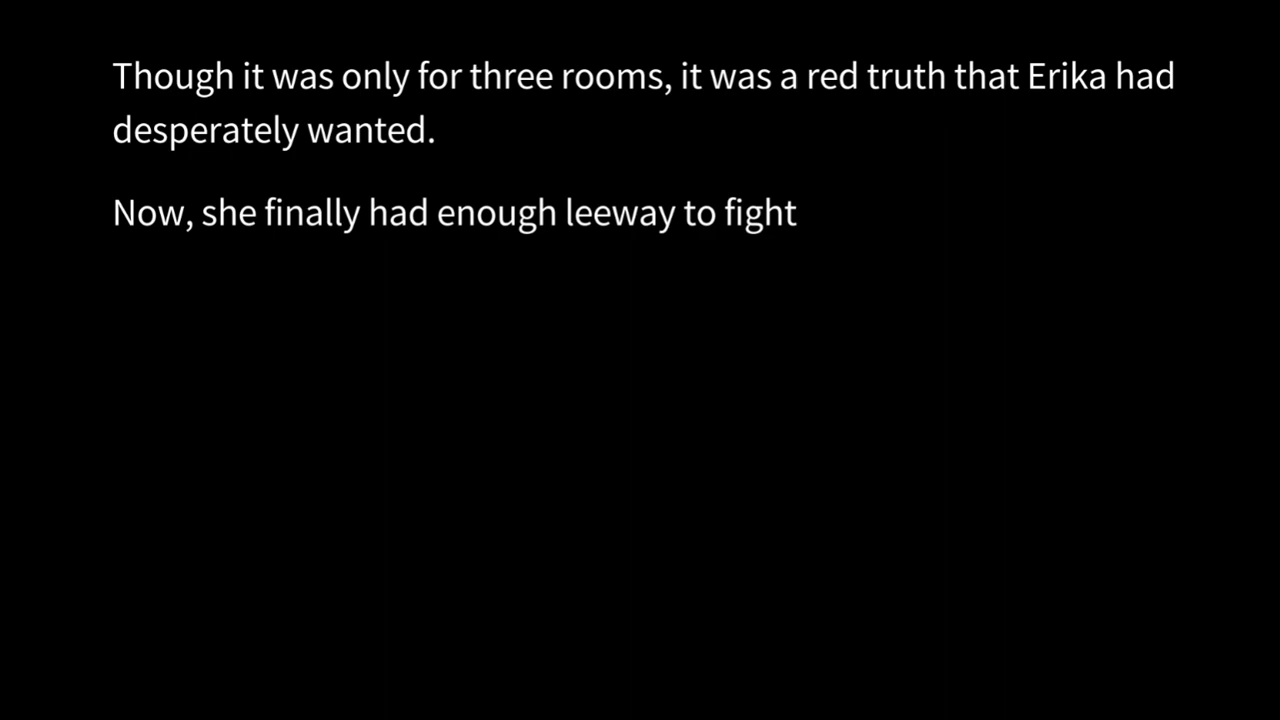 Though it was only for three rooms, it was a red truth that Erika had
desperately wanted.
Now, she finally had enough leeway to fight